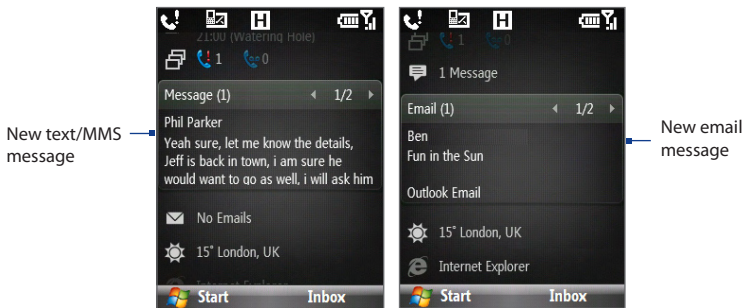 New text/MMS
message
H
21:00 (Watering Hole)
1 0
Message (1) 1/2
Phil Parker
Yeah sure, let me know the details,
Jeff is back in town, i am sure he
would want to go as well, i will ask him
No Emails
15° London, UK
Internet Explorer
Start Inbox
H
1 0
1 Message
Email (1) 1/2
Ben
Fun in the Sun
Outlook Email
15° London, UK
Internet Explorer
Start Inbox
New email
message